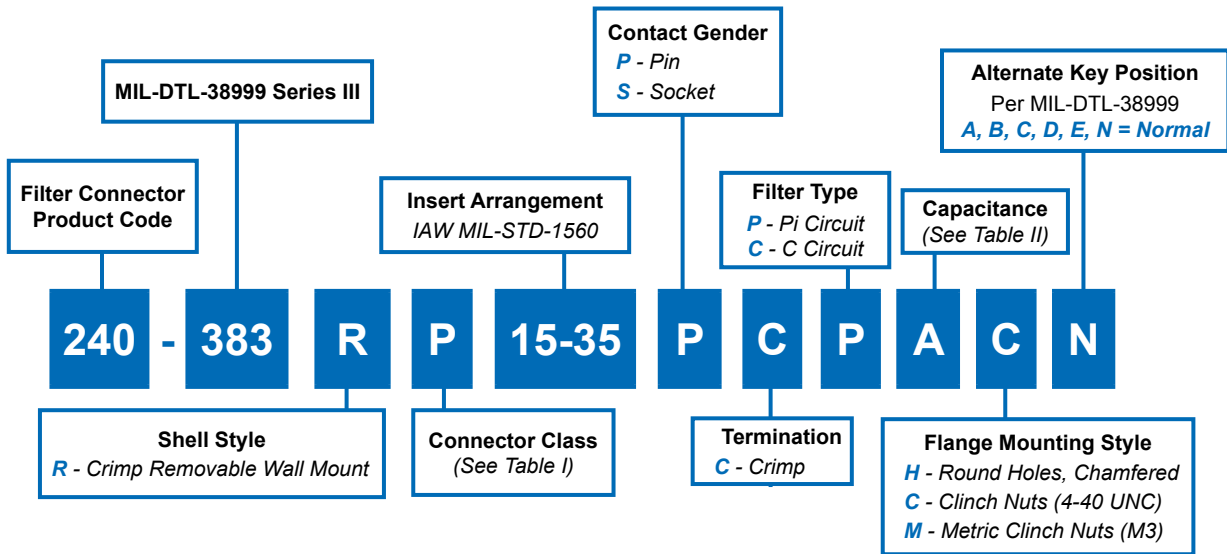 Contact Gender
P - Pin
S - Socket
MIL-DTL-38999 Series III
Alternate Key Position
Per MIL-DTL-38999
A, B, C, D, E, N = Normal
Filter Connector
Product Code
Insert Arrangement
IAW MIL-STD-1560
Filter Type
P - Pi Circuit
C - C Circuit
Capacitance
(See Table II)
240 - 383 R P 15-35 P C P A C N
Shell Style
R - Crimp Removable Wall Mount
Connector Class
(See Table I)
Termination
C - Crimp
Flange Mounting Style
H - Round Holes, Chamfered
C - Clinch Nuts (4-40 UNC)
M - Metric Clinch Nuts (M3)